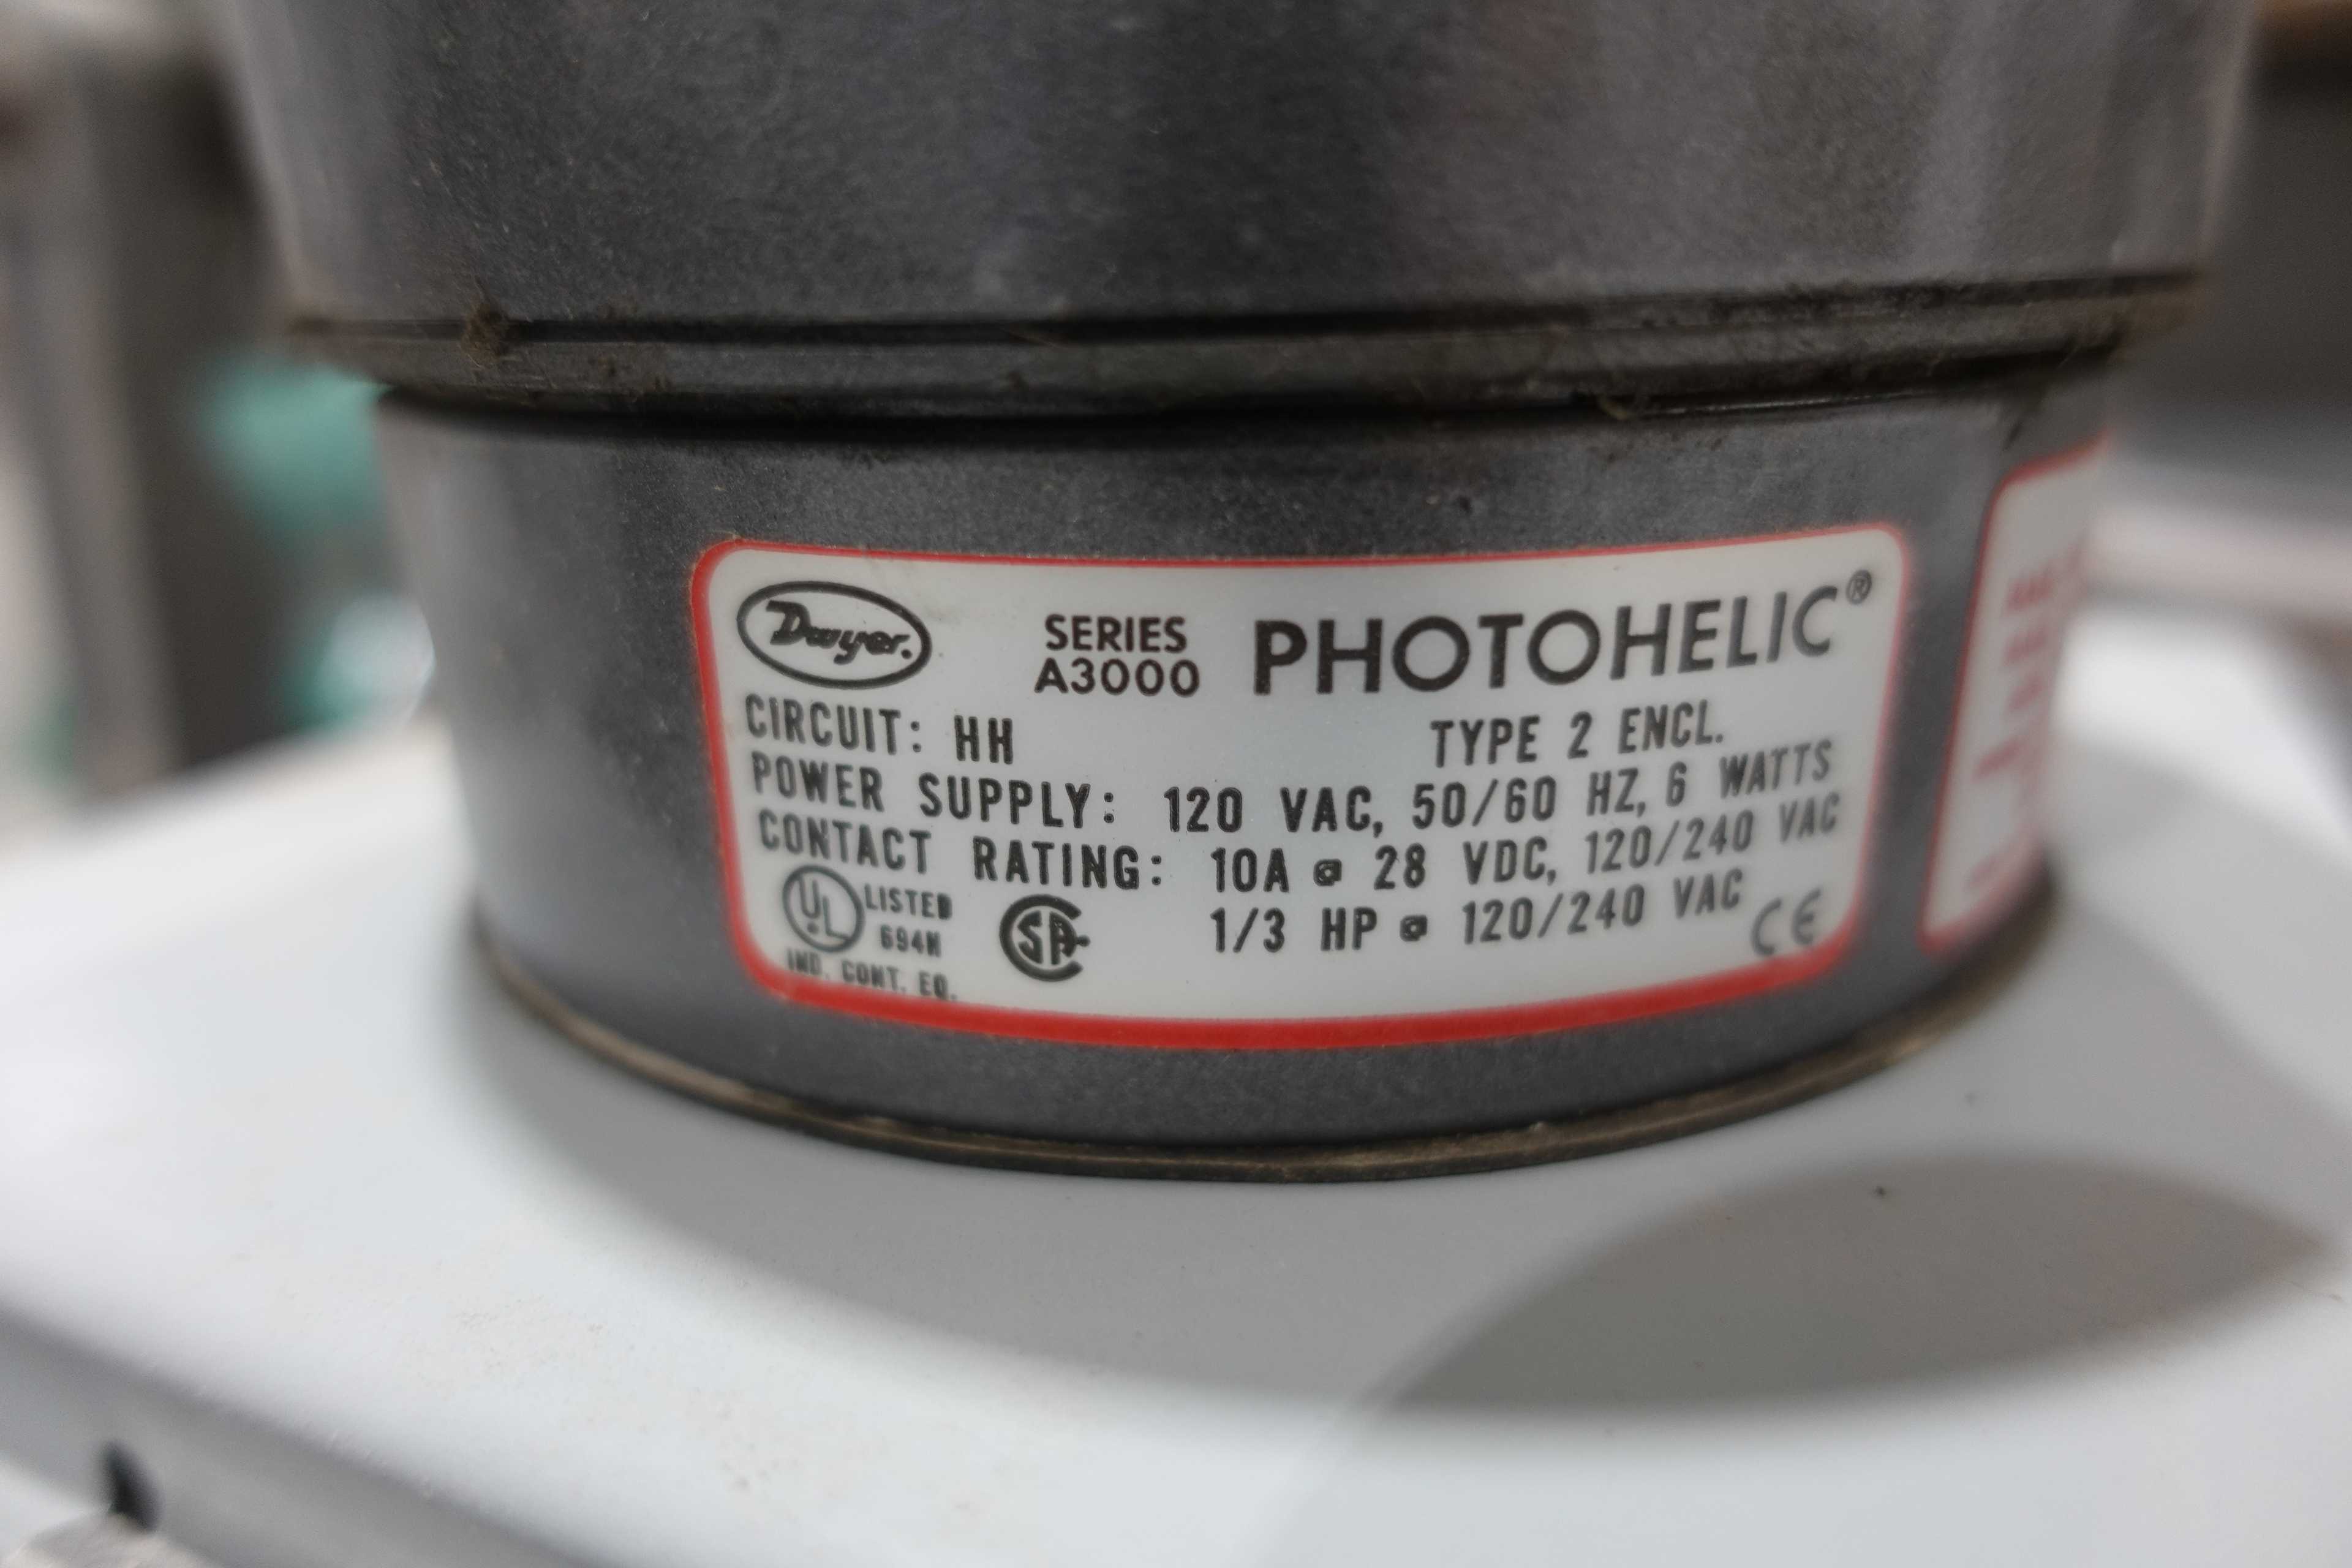 Dwyer.
SERIES
A3000
PHOTOHELIC®
CIRCUIT: HH TYPE 2 ENCL.
POWER SUPPLY: 120 VAC, 50/60 HZ, 6 WATTS
CONTACT RATING: 10A @ 28 VDC, 120/240 VAC
1/3 HP @ 120/240 VAC
UL LISTED
694N
IND. CONT. EQ.
SA
CE